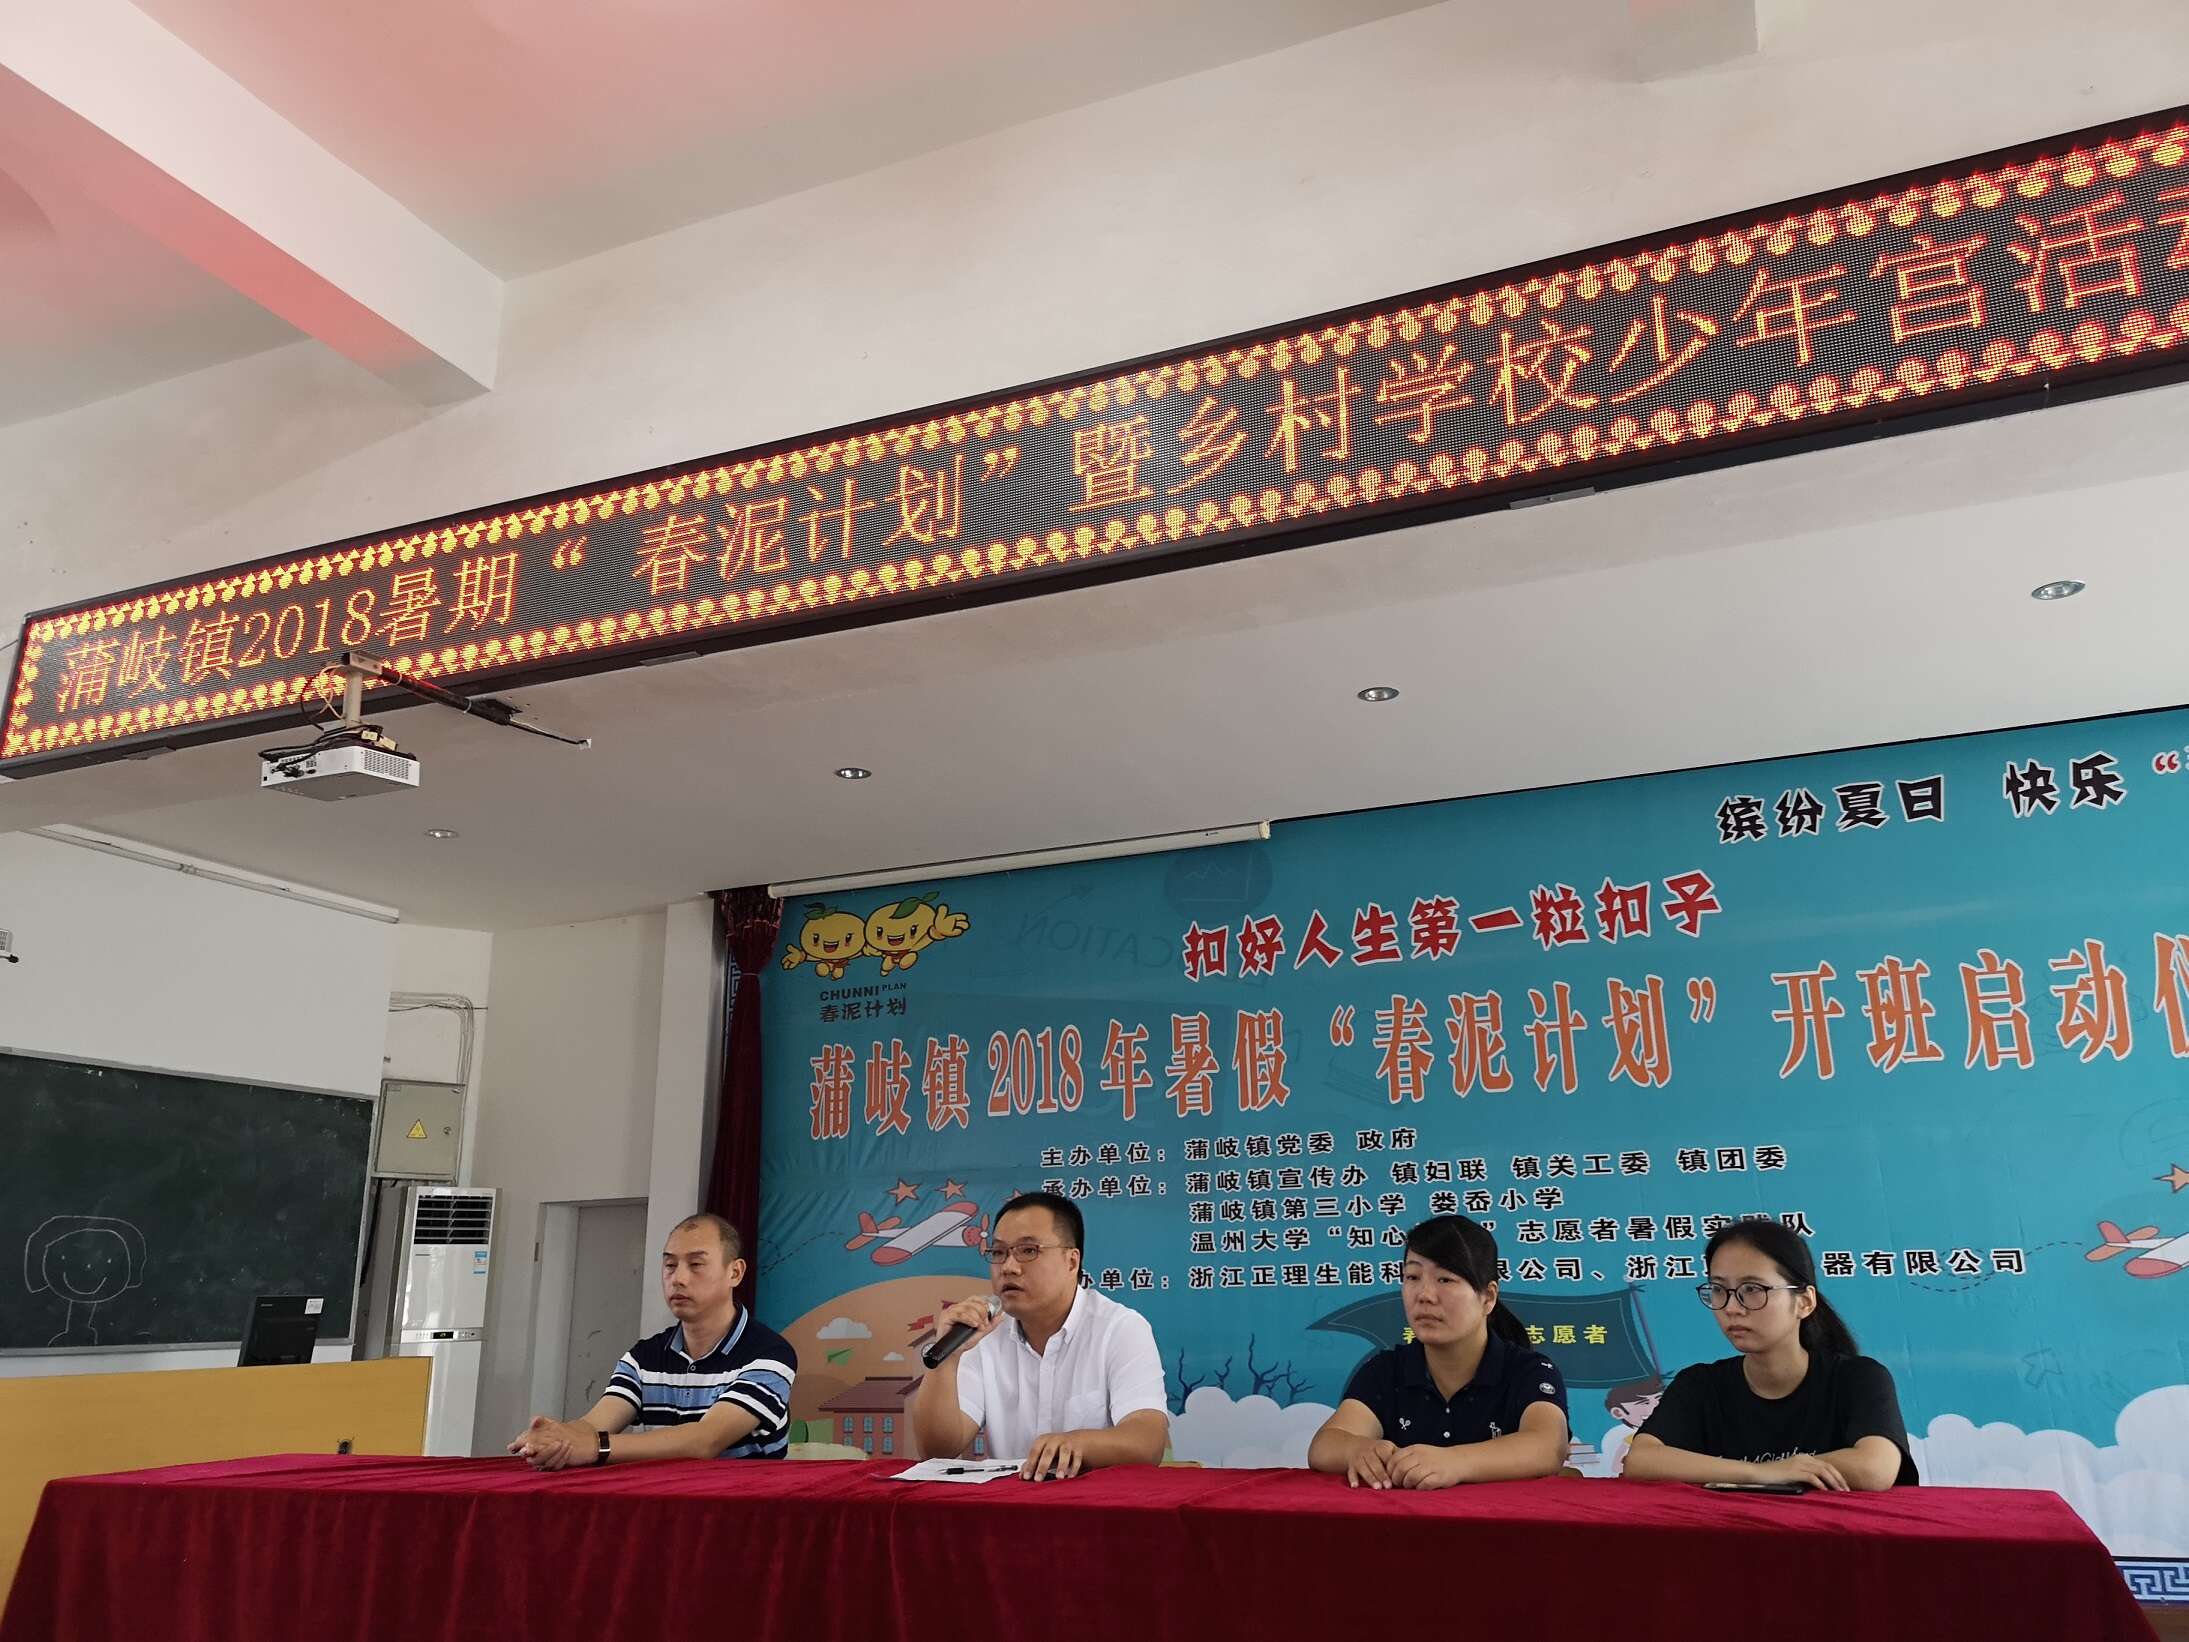 蒲岐镇2018暑期“春泥计划”暨乡村学校少年宫活
缤纷夏日 快乐“
扣好人生第一粒扣子
CHUNNI PLAN
春泥计划
蒲岐镇2018年暑假“春泥计划”开班启动仪
主办单位：蒲岐镇党委 政府
承办单位：蒲岐镇宣传办 镇妇联 镇关工委 镇团委
蒲岐镇第三小学 娄岙小学
温州大学“知心 ”志愿者暑假实践队
办单位：浙江正理生能科 限公司、浙江 器有限公司
志愿者